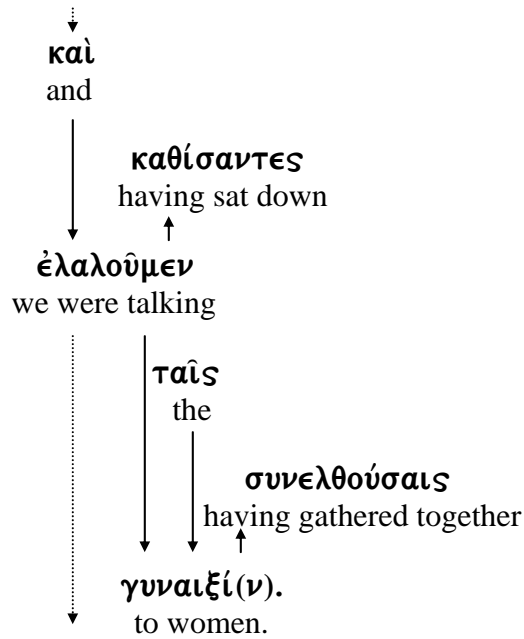 καὶ
and
καθίσαντες
having sat down
ἐλαλοῦμεν
we were talking
ταῖς
the
συνελθούσαις
having gathered together
γυναιξί(ν).
to women.